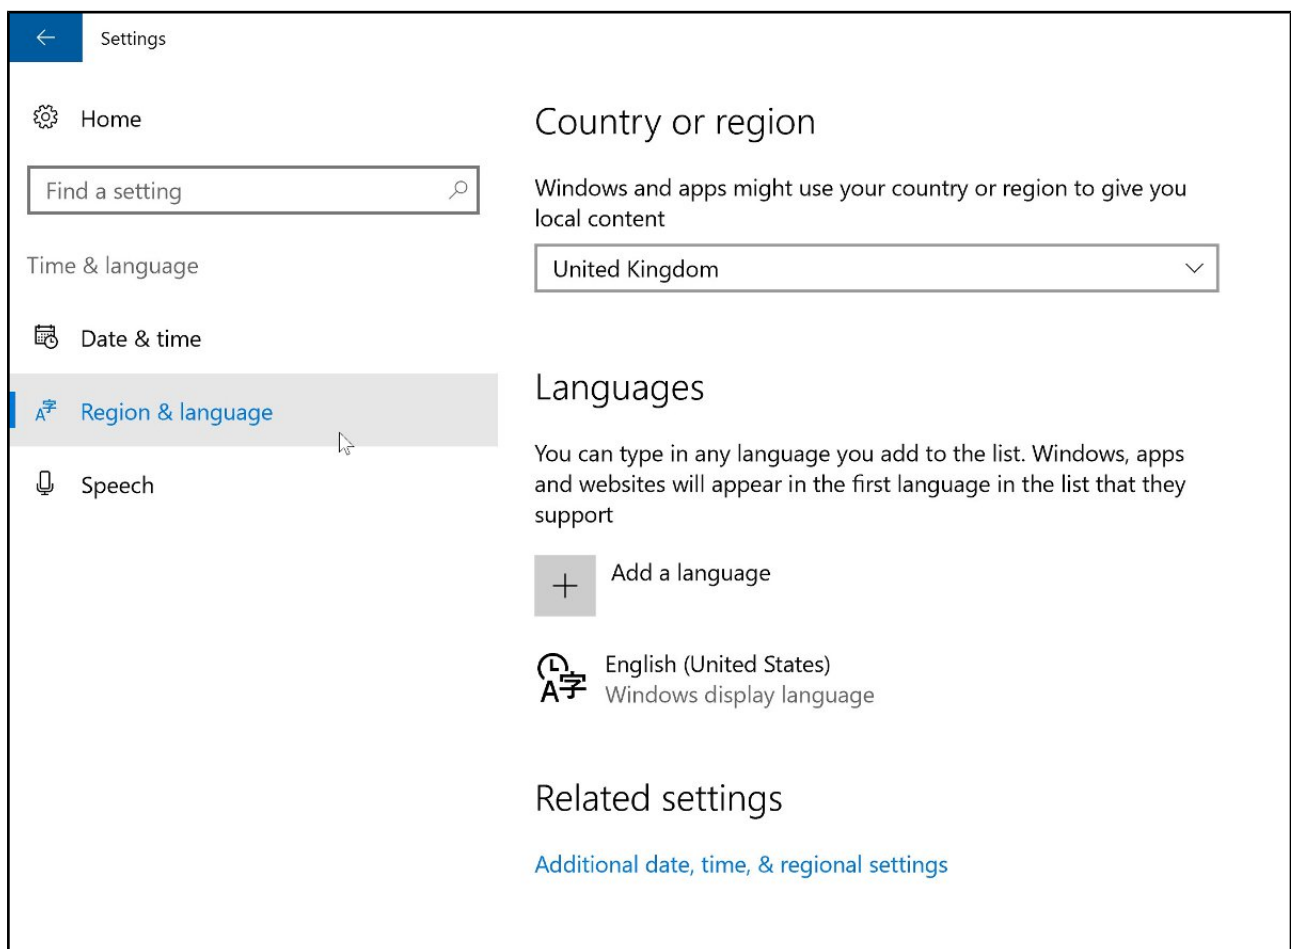 Settings
Home
Find a setting
Time & language
Date & time
Region & language
Speech
Country or region
Windows and apps might use your country or region to give you
local content
United Kingdom
Languages
You can type in any language you add to the list. Windows, apps
and websites will appear in the first language in the list that they
support
Add a language
English (United States)
Windows display language
Related settings
Additional date, time, & regional settings